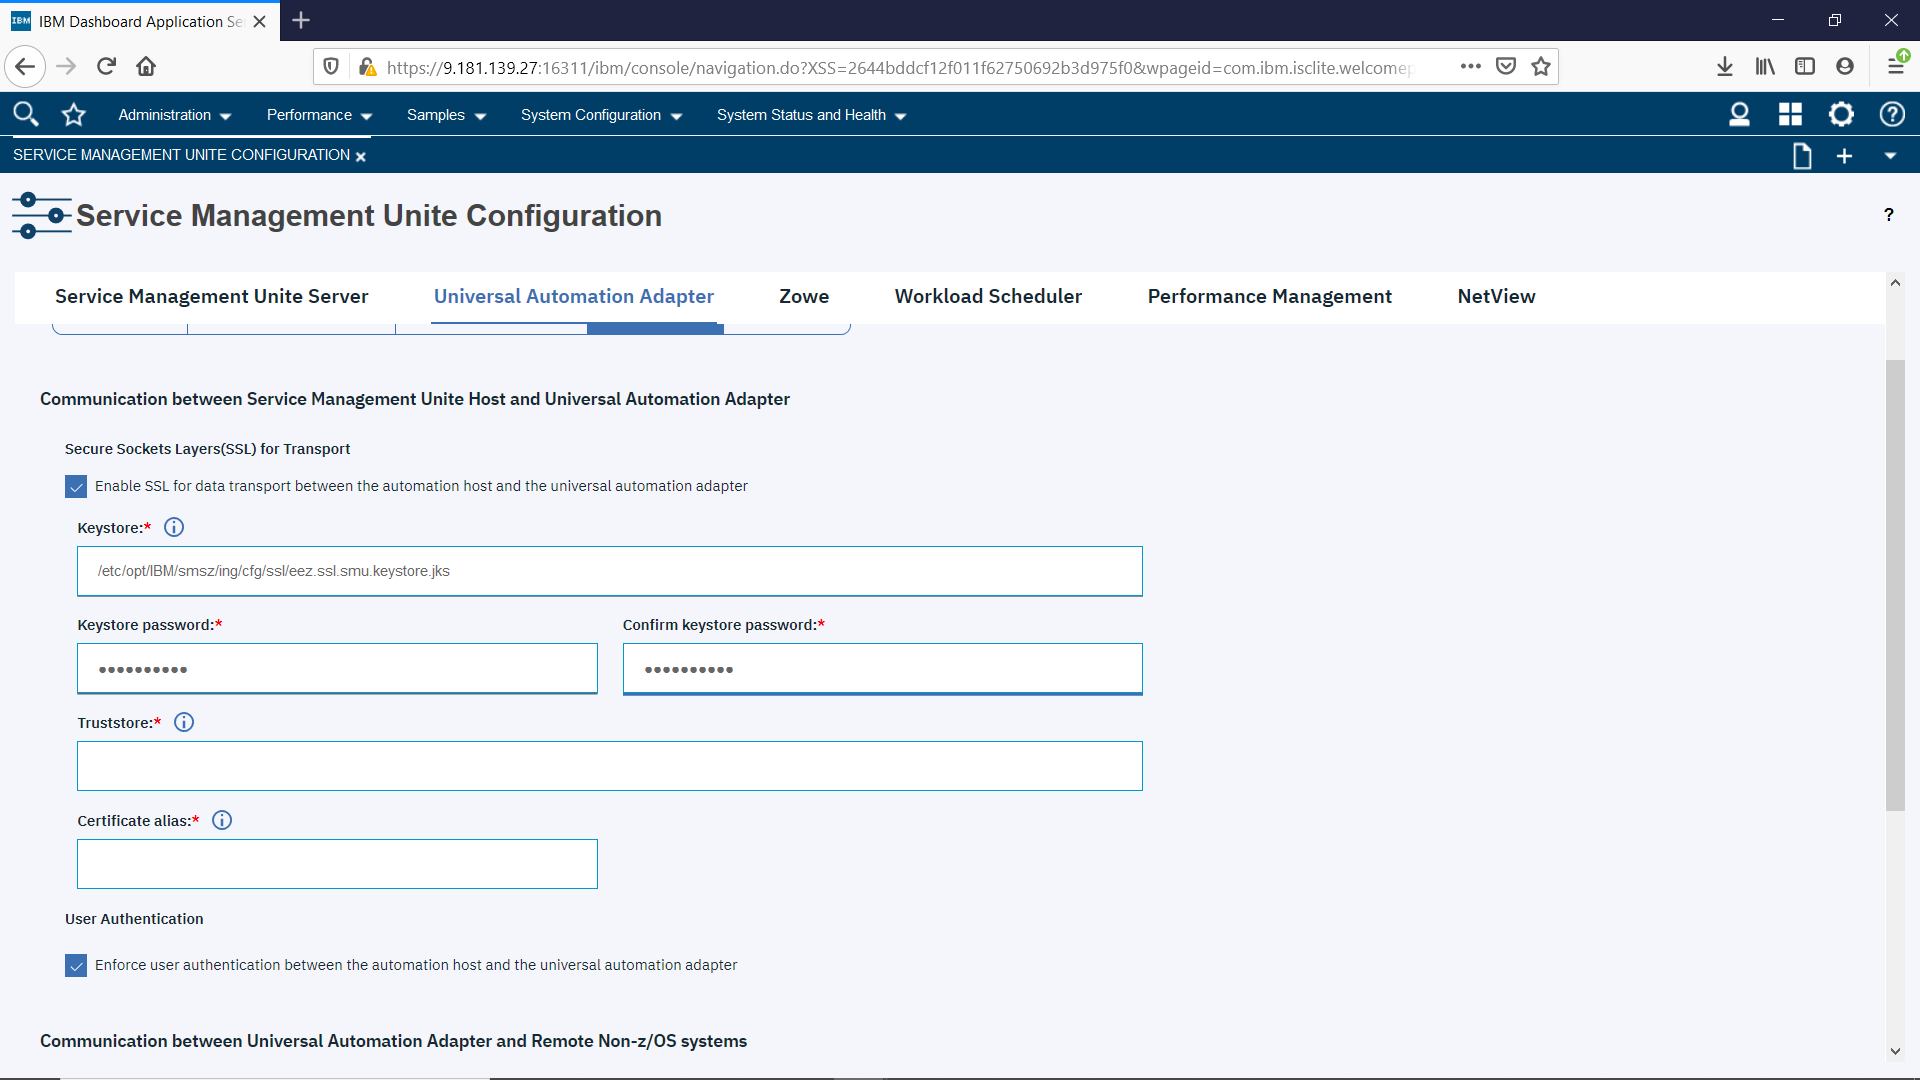 IBM IBM Dashboard Application Se
https://9.181.139.27:16311/ibm/console/navigation.do?XSS=2644bddcf12f011f62750692b3d975f0&wpageid=com.ibm.isclite.welcomep
Administration Performance Samples System Configuration System Status and Health
SERVICE MANAGEMENT UNITE CONFIGURATION
Service Management Unite Configuration ?
Service Management Unite Server Universal Automation Adapter Zowe Workload Scheduler Performance Management NetView
Communication between Service Management Unite Host and Universal Automation Adapter
Secure Sockets Layers(SSL) for Transport
Enable SSL for data transport between the automation host and the universal automation adapter
Keystore:*
/etc/opt/IBM/smsz/ing/cfg/ssl/eez.ssl.smu.keystore.jks
Keystore password:* Confirm keystore password:*
•••••••••• ••••••••••
Truststore:*
Certificate alias:*
User Authentication
Enforce user authentication between the automation host and the universal automation adapter
Communication between Universal Automation Adapter and Remote Non-z/OS systems